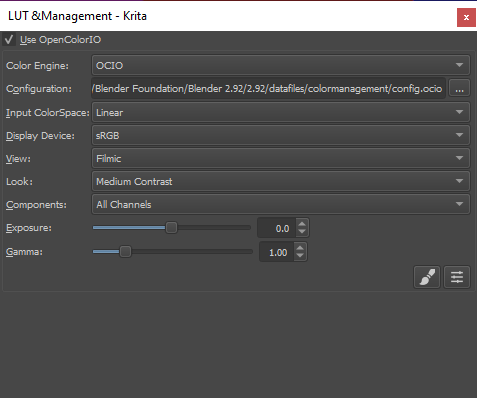 LUT &Management - Krita
x
Use OpenColorIO
Color Engine: OCIO
Configuration: /Blender Foundation/Blender 2.92/2.92/datafiles/colormanagement/config.ocio ...
Input ColorSpace: Linear
Display Device: sRGB
View: Filmic
Look: Medium Contrast
Components: All Channels
Exposure: 0.0
Gamma: 1.00